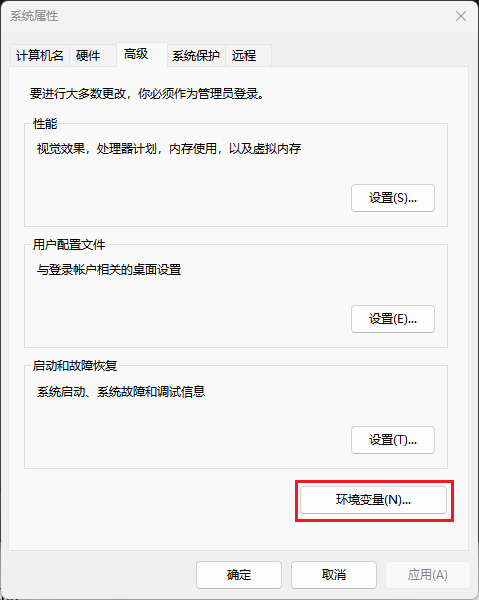 系统属性
计算机名 硬件 高级 系统保护 远程
要进行大多数更改，你必须作为管理员登录。
性能
视觉效果，处理器计划，内存使用，以及虚拟内存
设置(S)...
用户配置文件
与登录帐户相关的桌面设置
设置(E)...
启动和故障恢复
系统启动、系统故障和调试信息
设置(T)...
环境变量(N)...
确定 取消 应用(A)